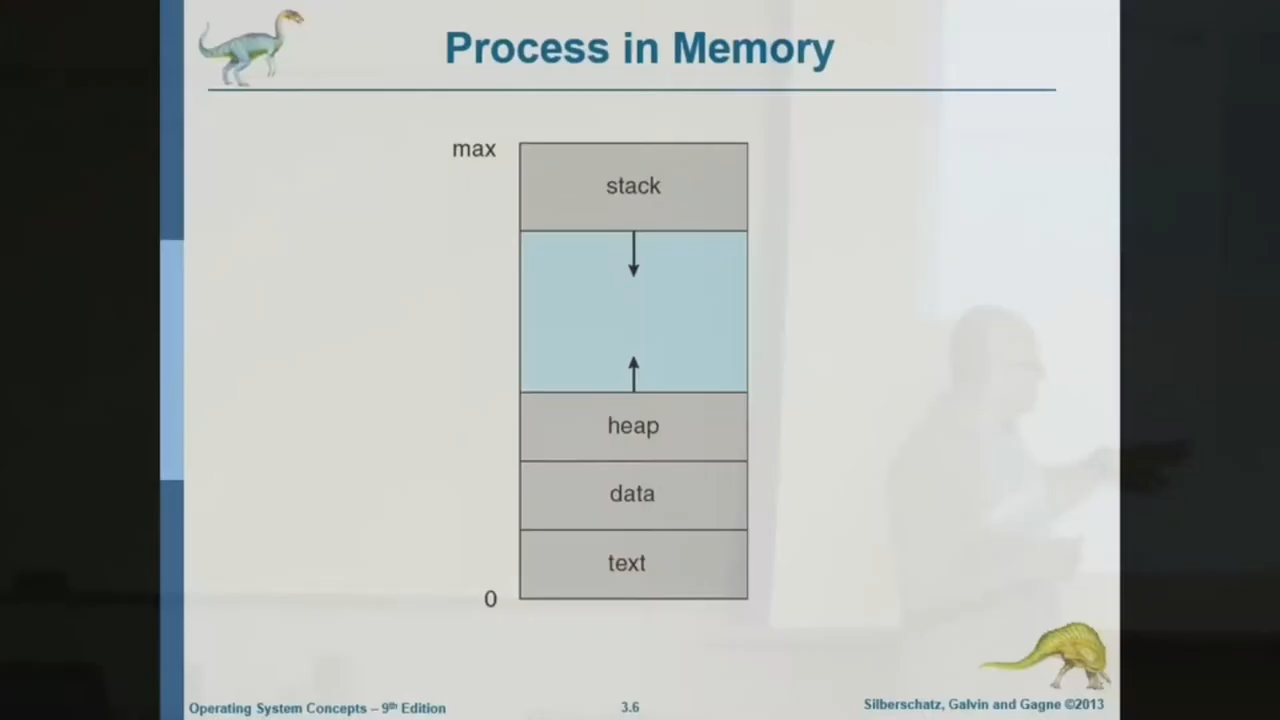 Process in Memory
max
stack
heap
data
text
0
Operating System Concepts – 9th Edition
3.6
Silberschatz, Galvin and Gagne ©2013